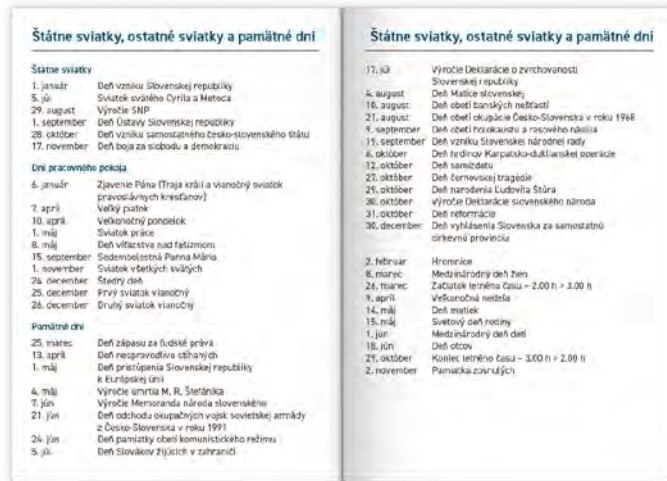 Štátne sviatky, ostatné sviatky a pamätné dni
Štátne sviatky
1. január Deň vzniku Slovenskej republiky
5. júl Sviatok svätého Cyrila a Metoda
29. august Výročie SNP
1. september Deň Ústavy Slovenskej republiky
28. október Deň vzniku samostatného česko-slovenského štátu
17. november Deň boja za slobodu a demokraciu
Dni pracovného pokoja
6. január Zjavenie Pána (Traja králi a vianočný sviatok
pravoslávnych kresťanov)
7. apríl Veľký piatok
10. apríl Veľkonočný pondelok
1. máj Sviatok práce
8. máj Deň víťazstva nad fašizmom
15. september Sedembolestná Panna Mária
1. november Sviatok všetkých svätých
24. december Štedrý deň
25. december Prvý sviatok vianočný
26. december Druhý sviatok vianočný
Pamätné dni
25. marec Deň zápasu za ľudské práva
13. apríl Deň nespravodlivo stíhaných
1. máj Deň pristúpenia Slovenskej republiky
k Európskej únii
4. máj Výročie úmrtia M. R. Štefánika
7. jún Výročie Memoranda národa slovenského
21. jún Deň odchodu okupačných vojsk sovietskej armády
z Česko-Slovenska v roku 1991
24. jún Deň pamiatky obetí komunistického režimu
5. júl Deň Slovákov žijúcich v zahraničí
Štátne sviatky, ostatné sviatky a pamätné dni
17. júl Výročie Deklarácie o zvrchovanosti
Slovenskej republiky
4. august Deň Matice slovenskej
10. august Deň obetí banských nešťastí
21. august Deň obetí okupácie Česko-Slovenska v roku 1968
9. september Deň obetí holokaustu a rasového násilia
19. september Deň vzniku Slovenskej národnej rady
6. október Deň hrdinov Karpatsko-duklianskej operácie
12. október Deň samizdatu
27. október Deň černovskej tragédie
29. október Deň narodenia Ľudovíta Štúra
30. október Výročie Deklarácie slovenského národa
31. október Deň reformácie
30. december Deň vyhlásenia Slovenska za samostatnú
cirkevnú provinciu
2. február Hromnice
8. marec Medzinárodný deň žien
26. marec Začiatok letného času – 2.00 h > 3.00 h
9. apríl Veľkonočná nedeľa
14. máj Deň matiek
15. máj Svetový deň rodiny
1. jún Medzinárodný deň detí
18. jún Deň otcov
29. október Koniec letného času – 3.00 h > 2.00 h
2. november Pamiatka zosnulých